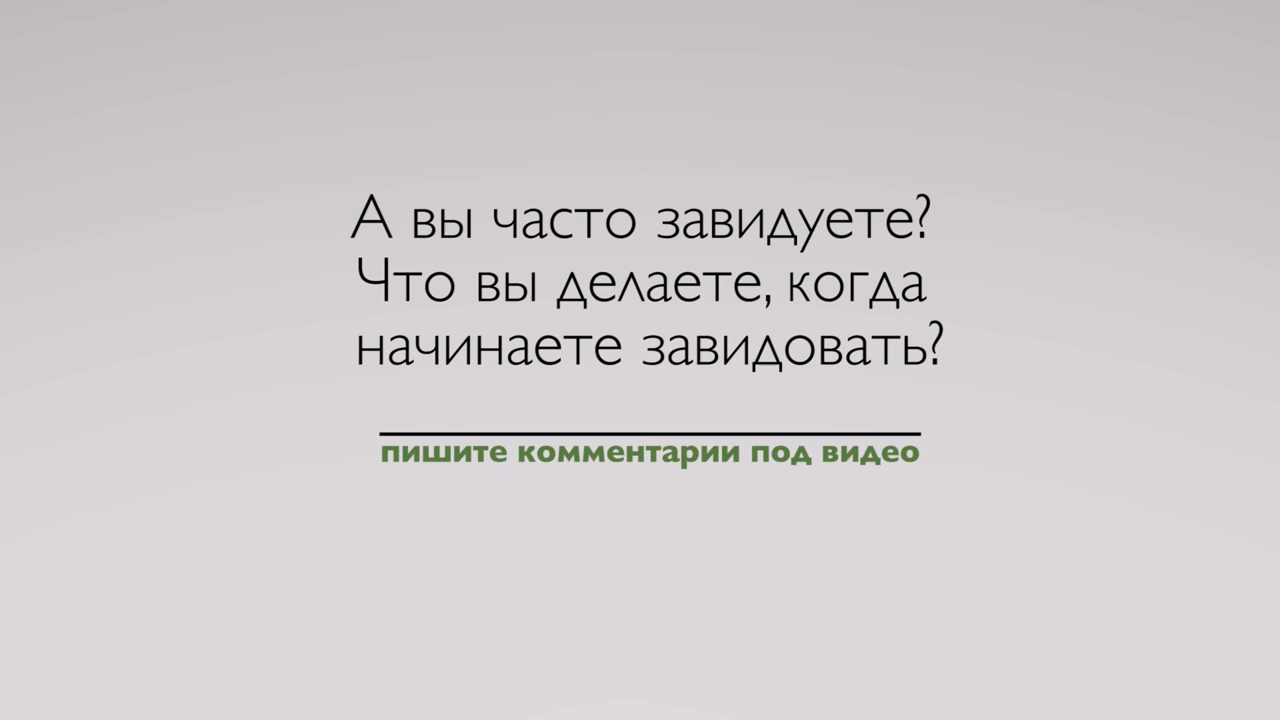 А вы часто завидуете?
Что вы делаете, когда
начинаете завидовать?
пишите комментарии под видео